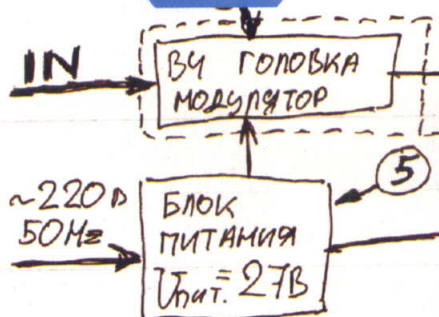 IN
ВЧ ГОЛОВКА
МОДУЛЯТОР
5
~220В
50Hz
БЛОК
ПИТАНИЯ
Uпит.=27В